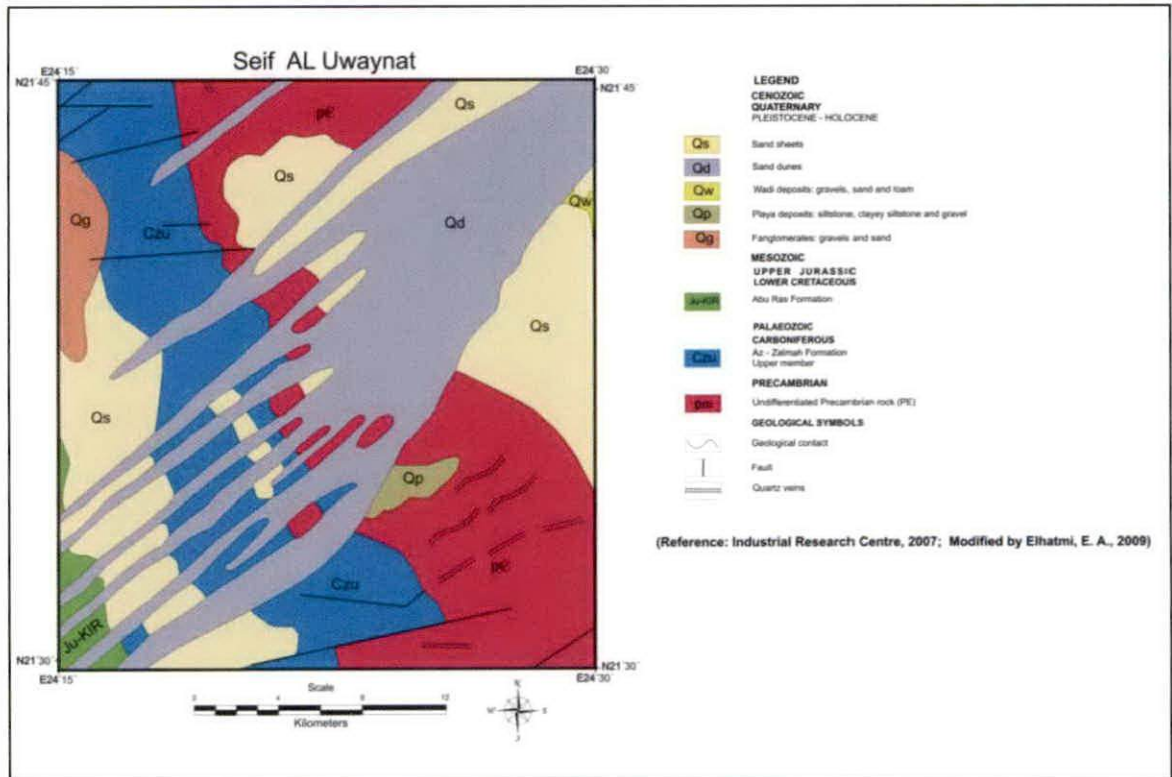 Seif AL Uwaynat
E24°15´
E24°30´
N21°45´
N21°45´
Qs
pЄ
Qs
Qw
Qg
Qd
Czu
Qs
Qs
Qp
pЄ
Czu
Ju-KIR
N21°30´
N21°30´
E24°15´
E24°30´
Scale
0 4 8 12
Kilometers
LEGEND
CENOZOIC
QUATERNARY
PLEISTOCENE - HOLOCENE
Qs Sand sheets
Qd Sand dunes
Qw Wadi deposits: gravels, sand and loam
Qp Playa deposits: siltstone, clayey siltstone and gravel
Qg Fanglomerates: gravels and sand
MESOZOIC
UPPER JURASSIC
LOWER CRETACEOUS
Ju-KIR Abu Ras Formation
PALAEOZOIC
CARBONIFEROUS
Czu Az - Zalmah Formation
Upper member
PRECAMBRIAN
Undifferentiated Precambrian rock (PE)
GEOLOGICAL SYMBOLS
Geological contact
Fault
Quartz veins
(Reference: Industrial Research Centre, 2007; Modified by Elhatmi, E. A., 2009)